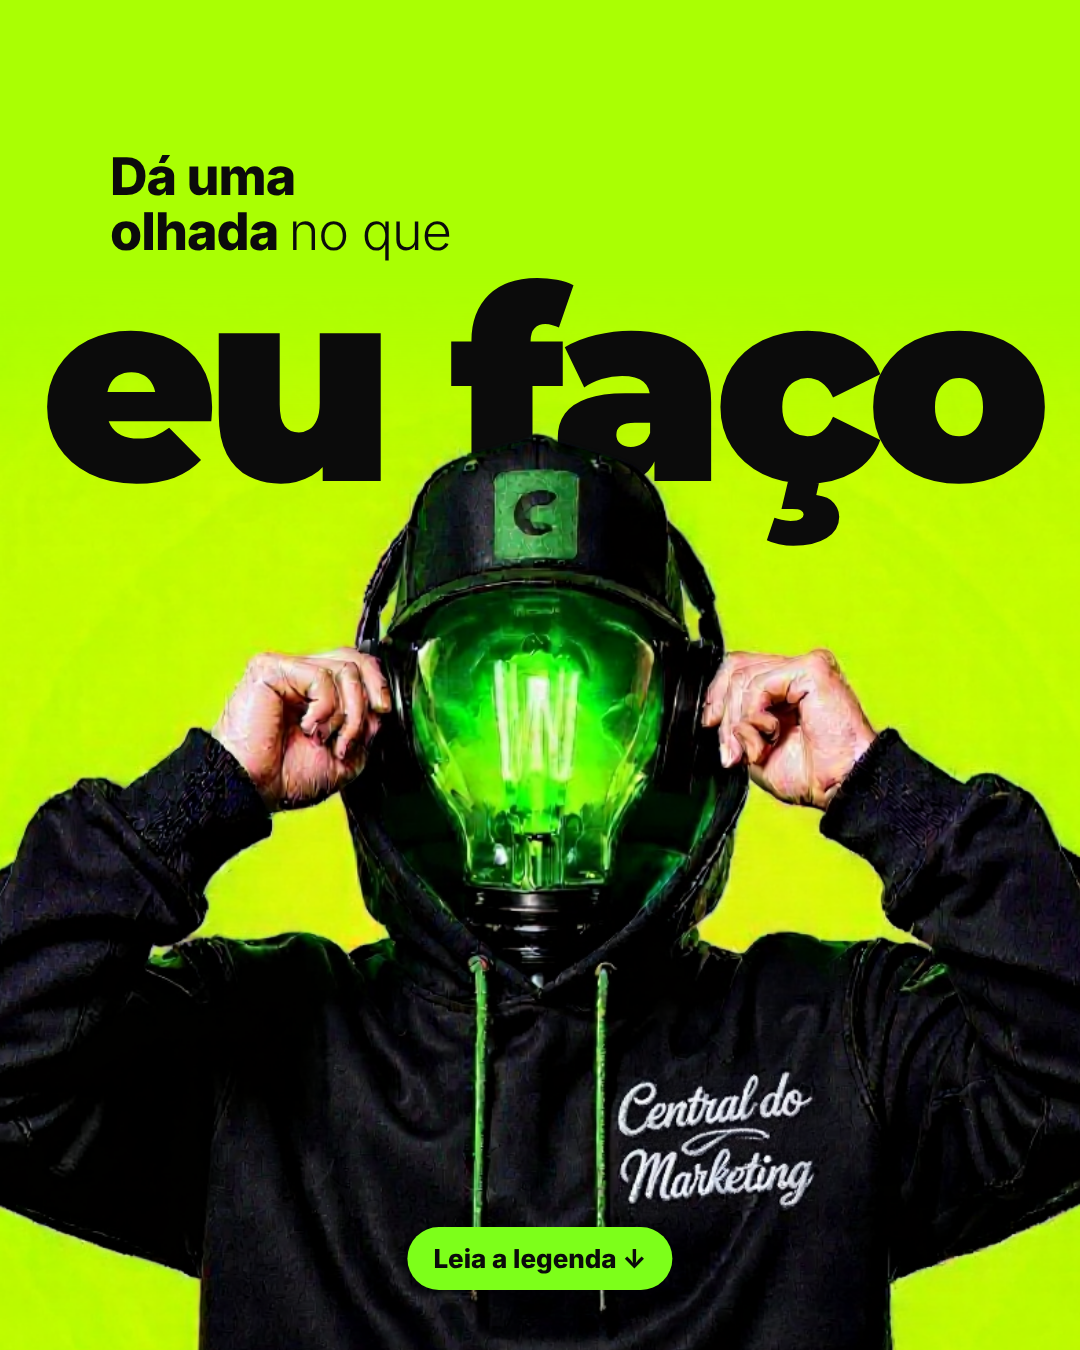 Dá uma
olhada no que
eu faço
C
Central do
Marketing
Leia a legenda ↓